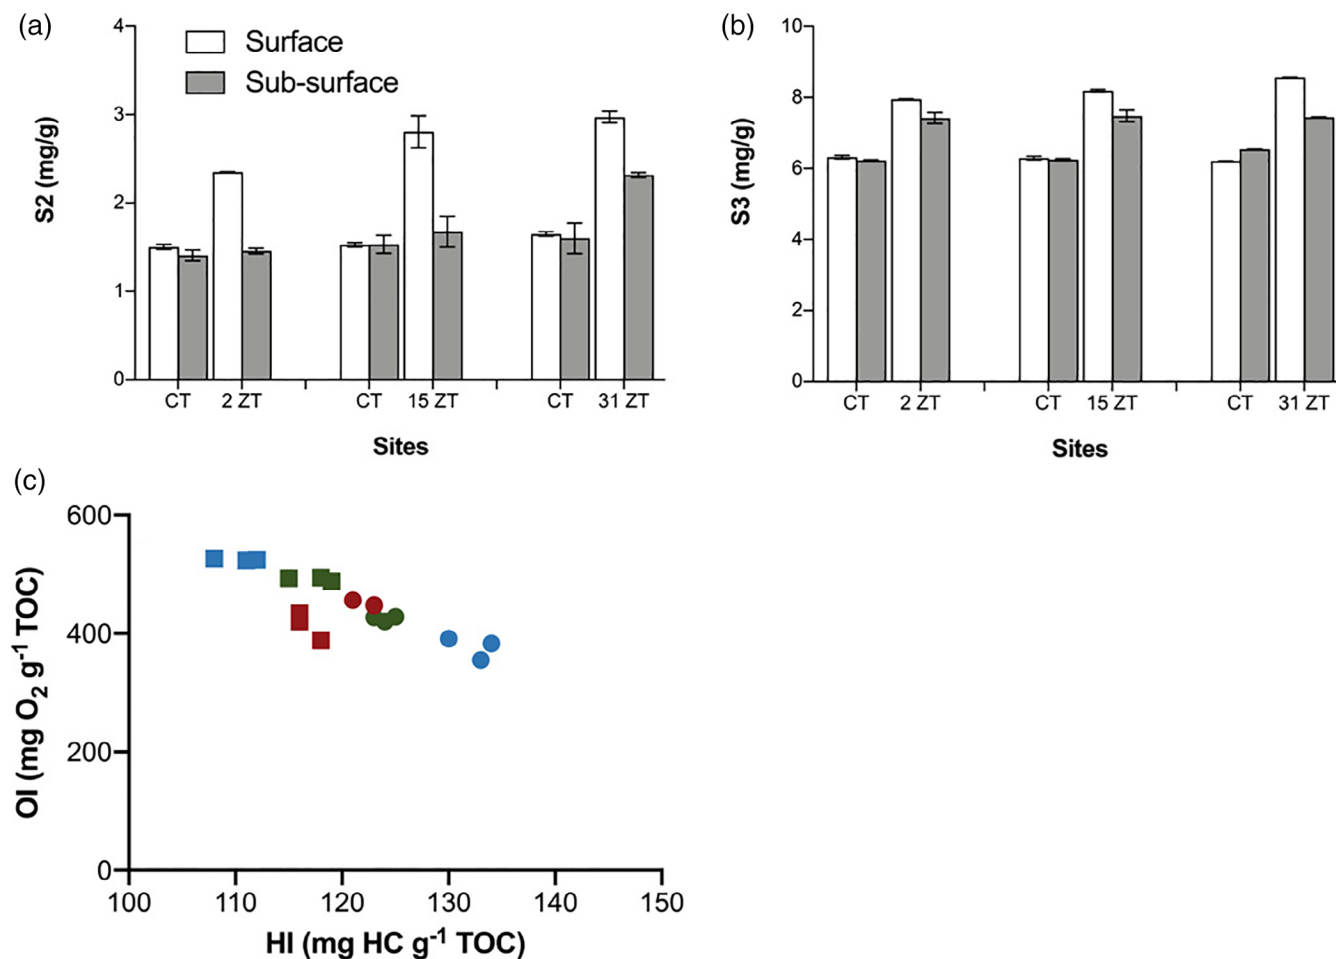 (a)
4
3
2
1
0
S2 (mg/g)
Surface
Sub-surface
CT 2 ZT CT 15 ZT CT 31 ZT
Sites
(b)
10
8
6
4
2
0
S3 (mg/g)
CT 2 ZT CT 15 ZT CT 31 ZT
Sites
(c)
600
400
200
0
OI (mg O₂ g⁻¹ TOC)
100 110 120 130 140 150
HI (mg HC g⁻¹ TOC)